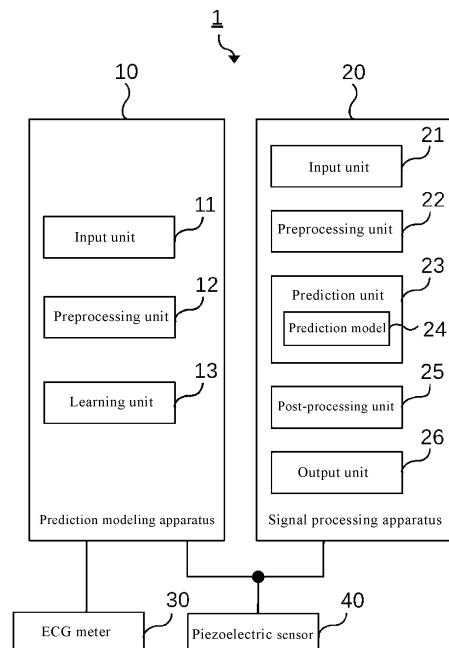 1
10
20
21
Input unit
22
Preprocessing unit
11
Input unit
23
Prediction unit
12
Preprocessing unit
Prediction model
24
13
Learning unit
25
Post-processing unit
26
Output unit
Prediction modeling apparatus
Signal processing apparatus
30
ECG meter
40
Piezoelectric sensor